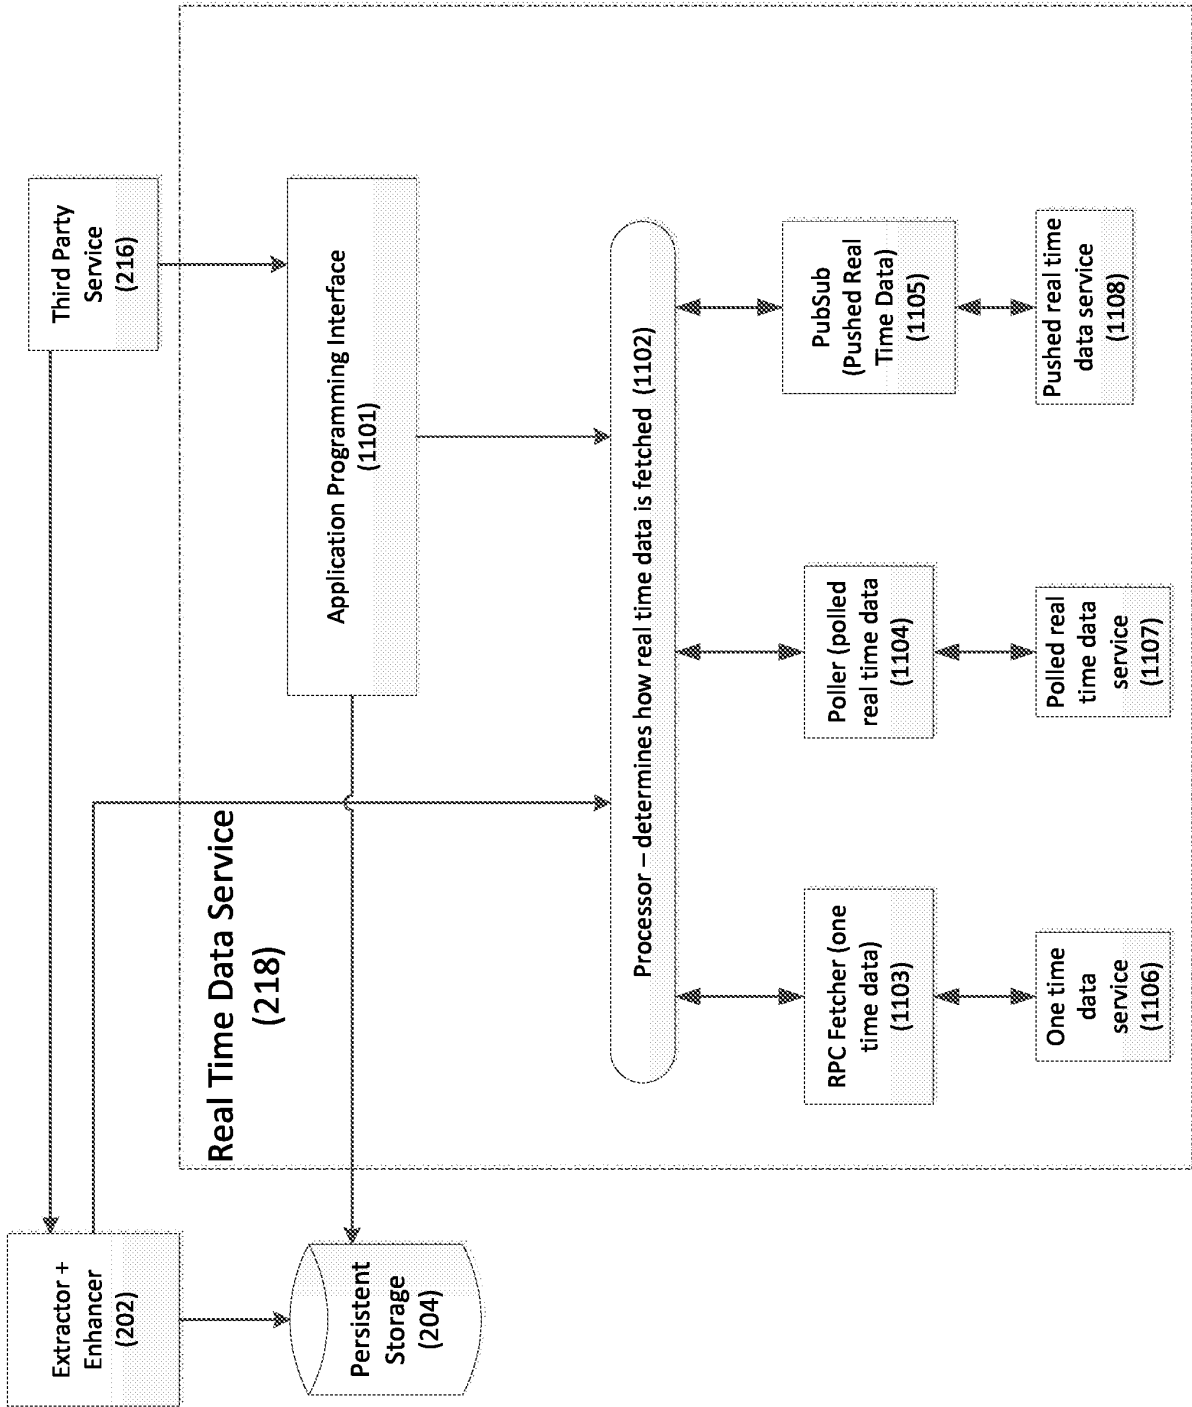 Extractor +
Enhancer
(202)
Third Party
Service
(216)
Persistent
Storage
(204)
Real Time Data Service
(218)
Application Programming Interface
(1101)
Processor – determines how real time data is fetched (1102)
RPC Fetcher (one
time data)
(1103)
Poller (polled
real time data)
(1104)
PubSub
(Pushed Real
Time Data)
(1105)
One time
data
service
(1106)
Polled real
time data
service
(1107)
Pushed real time
data service
(1108)